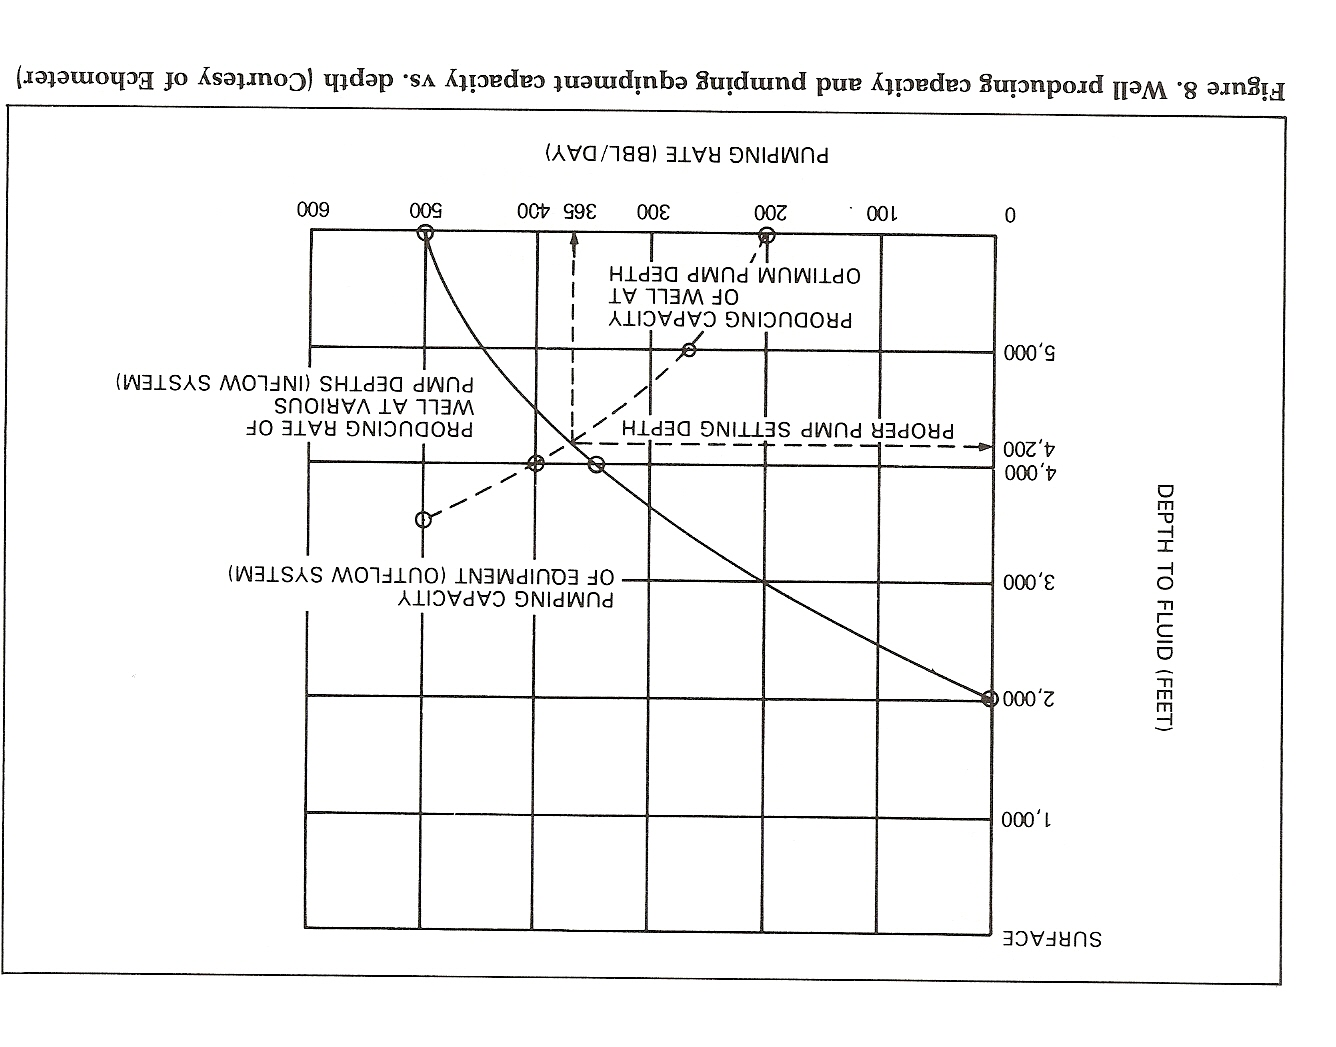 SURFACE
1,000
2,000
3,000
4,000
4,200
5,000
DEPTH TO FLUID (FEET)
PUMPING CAPACITY
OF EQUIPMENT (OUTFLOW SYSTEM)
PROPER PUMP SETTING DEPTH
PRODUCING RATE OF
WELL AT VARIOUS
PUMP DEPTHS (INFLOW SYSTEM)
PRODUCING CAPACITY
OF WELL AT
OPTIMUM PUMP DEPTH
0 100 200 300 365 400 500 600
PUMPING RATE (BBL/DAY)
Figure 8. Well producing capacity and pumping equipment capacity vs. depth (Courtesy of Echometer)